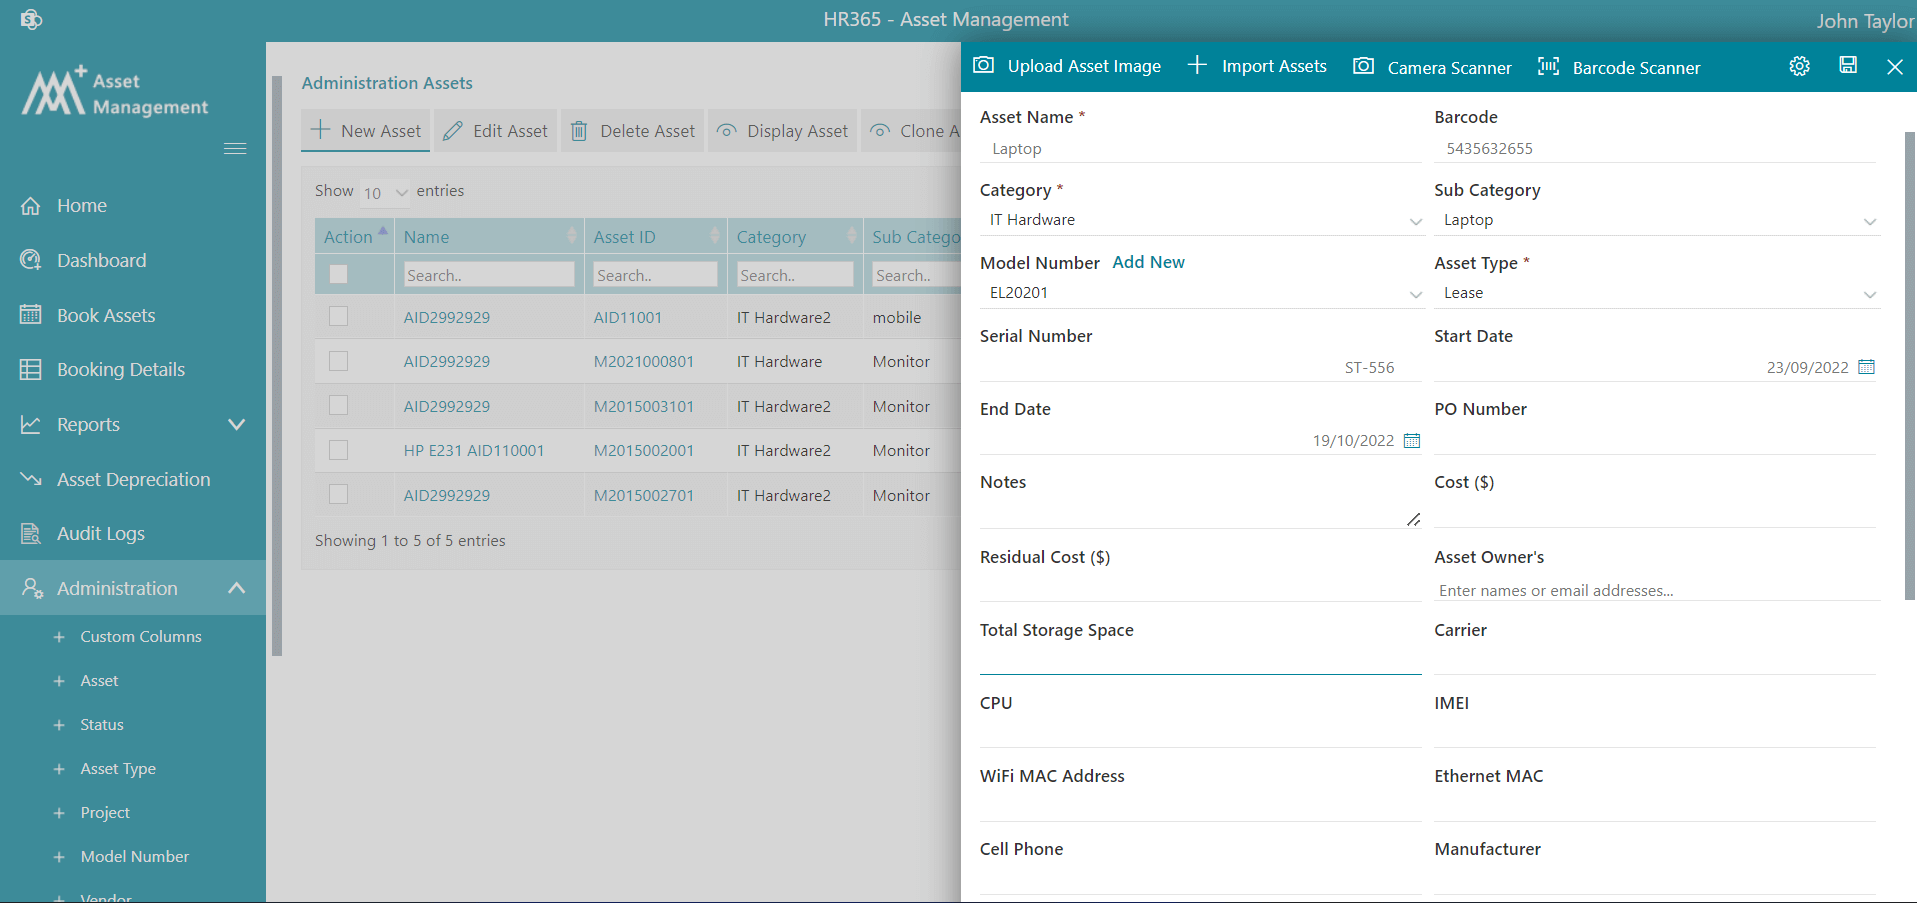 HR365 - Asset Management
John Taylor
Asset
Management
Home
Dashboard
Book Assets
Booking Details
Reports
Asset Depreciation
Audit Logs
Administration
Custom Columns
Asset
Status
Asset Type
Project
Model Number
Vendor
Administration Assets
New Asset Edit Asset Delete Asset Display Asset Clone A
Show 10 entries
Action Name Asset ID Category Sub Catego
Search.. Search.. Search.. Search..
AID2992929 AID11001 IT Hardware2 mobile
AID2992929 M2021000801 IT Hardware Monitor
AID2992929 M2015003101 IT Hardware2 Monitor
HP E231 AID110001 M2015002001 IT Hardware2 Monitor
AID2992929 M2015002701 IT Hardware2 Monitor
Showing 1 to 5 of 5 entries
Upload Asset Image Import Assets Camera Scanner Barcode Scanner
Asset Name * Barcode
Laptop 5435632655
Category * Sub Category
IT Hardware Laptop
Model Number Add New Asset Type *
EL20201 Lease
Serial Number Start Date
ST-556 23/09/2022
End Date PO Number
19/10/2022
Notes Cost ($)
Residual Cost ($) Asset Owner's
Enter names or email addresses...
Total Storage Space Carrier
CPU IMEI
WiFi MAC Address Ethernet MAC
Cell Phone Manufacturer